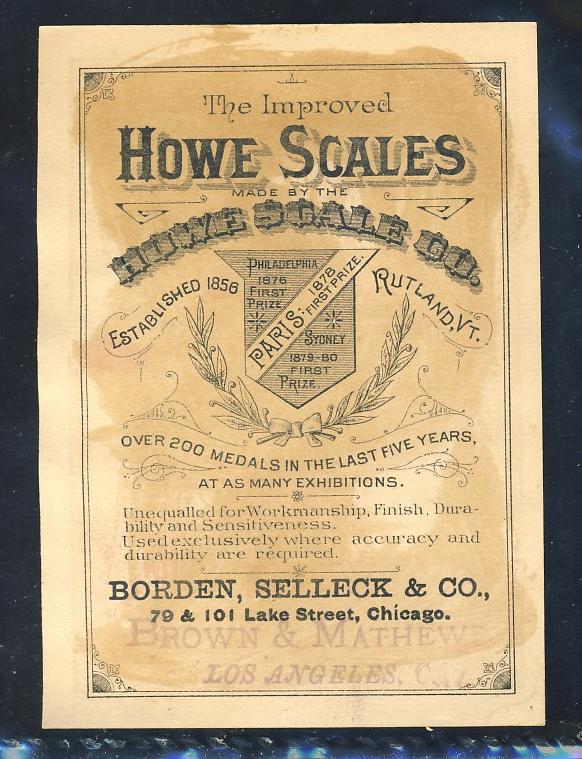 The Improved
HOWE SCALES
MADE BY THE
HOWE SCALE CO.
ESTABLISHED 1856
RUTLAND, VT.
PHILADELPHIA
1876
FIRST
PRIZE
PARIS: 1878 FIRST PRIZE.
SYDNEY
1879-80
FIRST
PRIZE.
OVER 200 MEDALS IN THE LAST FIVE YEARS,
AT AS MANY EXHIBITIONS.
Unequalled for Workmanship, Finish, Dura-
bility and Sensitiveness.
Used exclusively where accuracy and
durability are required.
BORDEN, SELLECK & CO.,
79 & 101 Lake Street, Chicago.
BROWN & MATHEW
LOS ANGELES, CAL